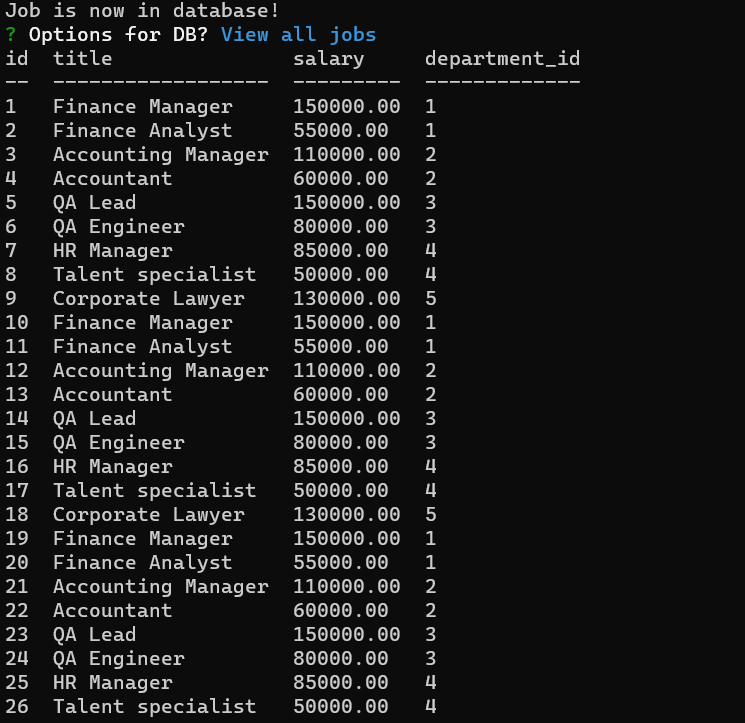 Job is now in database!
? Options for DB? View all jobs
id  title               salary     department_id
--  ------------------  ---------  -------------
1   Finance Manager     150000.00  1
2   Finance Analyst     55000.00   1
3   Accounting Manager  110000.00  2
4   Accountant          60000.00   2
5   QA Lead             150000.00  3
6   QA Engineer         80000.00   3
7   HR Manager          85000.00   4
8   Talent specialist   50000.00   4
9   Corporate Lawyer    130000.00  5
10  Finance Manager     150000.00  1
11  Finance Analyst     55000.00   1
12  Accounting Manager  110000.00  2
13  Accountant          60000.00   2
14  QA Lead             150000.00  3
15  QA Engineer         80000.00   3
16  HR Manager          85000.00   4
17  Talent specialist   50000.00   4
18  Corporate Lawyer    130000.00  5
19  Finance Manager     150000.00  1
20  Finance Analyst     55000.00   1
21  Accounting Manager  110000.00  2
22  Accountant          60000.00   2
23  QA Lead             150000.00  3
24  QA Engineer         80000.00   3
25  HR Manager          85000.00   4
26  Talent specialist   50000.00   4